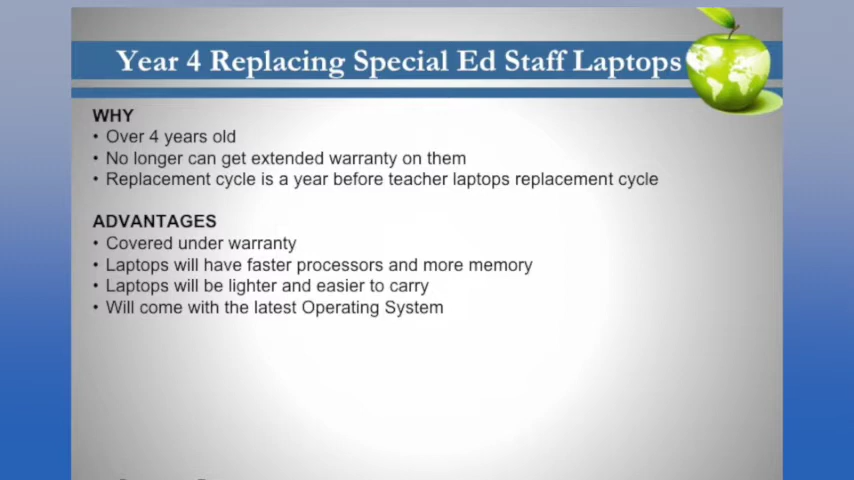 Year 4 Replacing Special Ed Staff Laptops
WHY
• Over 4 years old
• No longer can get extended warranty on them
• Replacement cycle is a year before teacher laptops replacement cycle
ADVANTAGES
• Covered under warranty
• Laptops will have faster processors and more memory
• Laptops will be lighter and easier to carry
• Will come with the latest Operating System